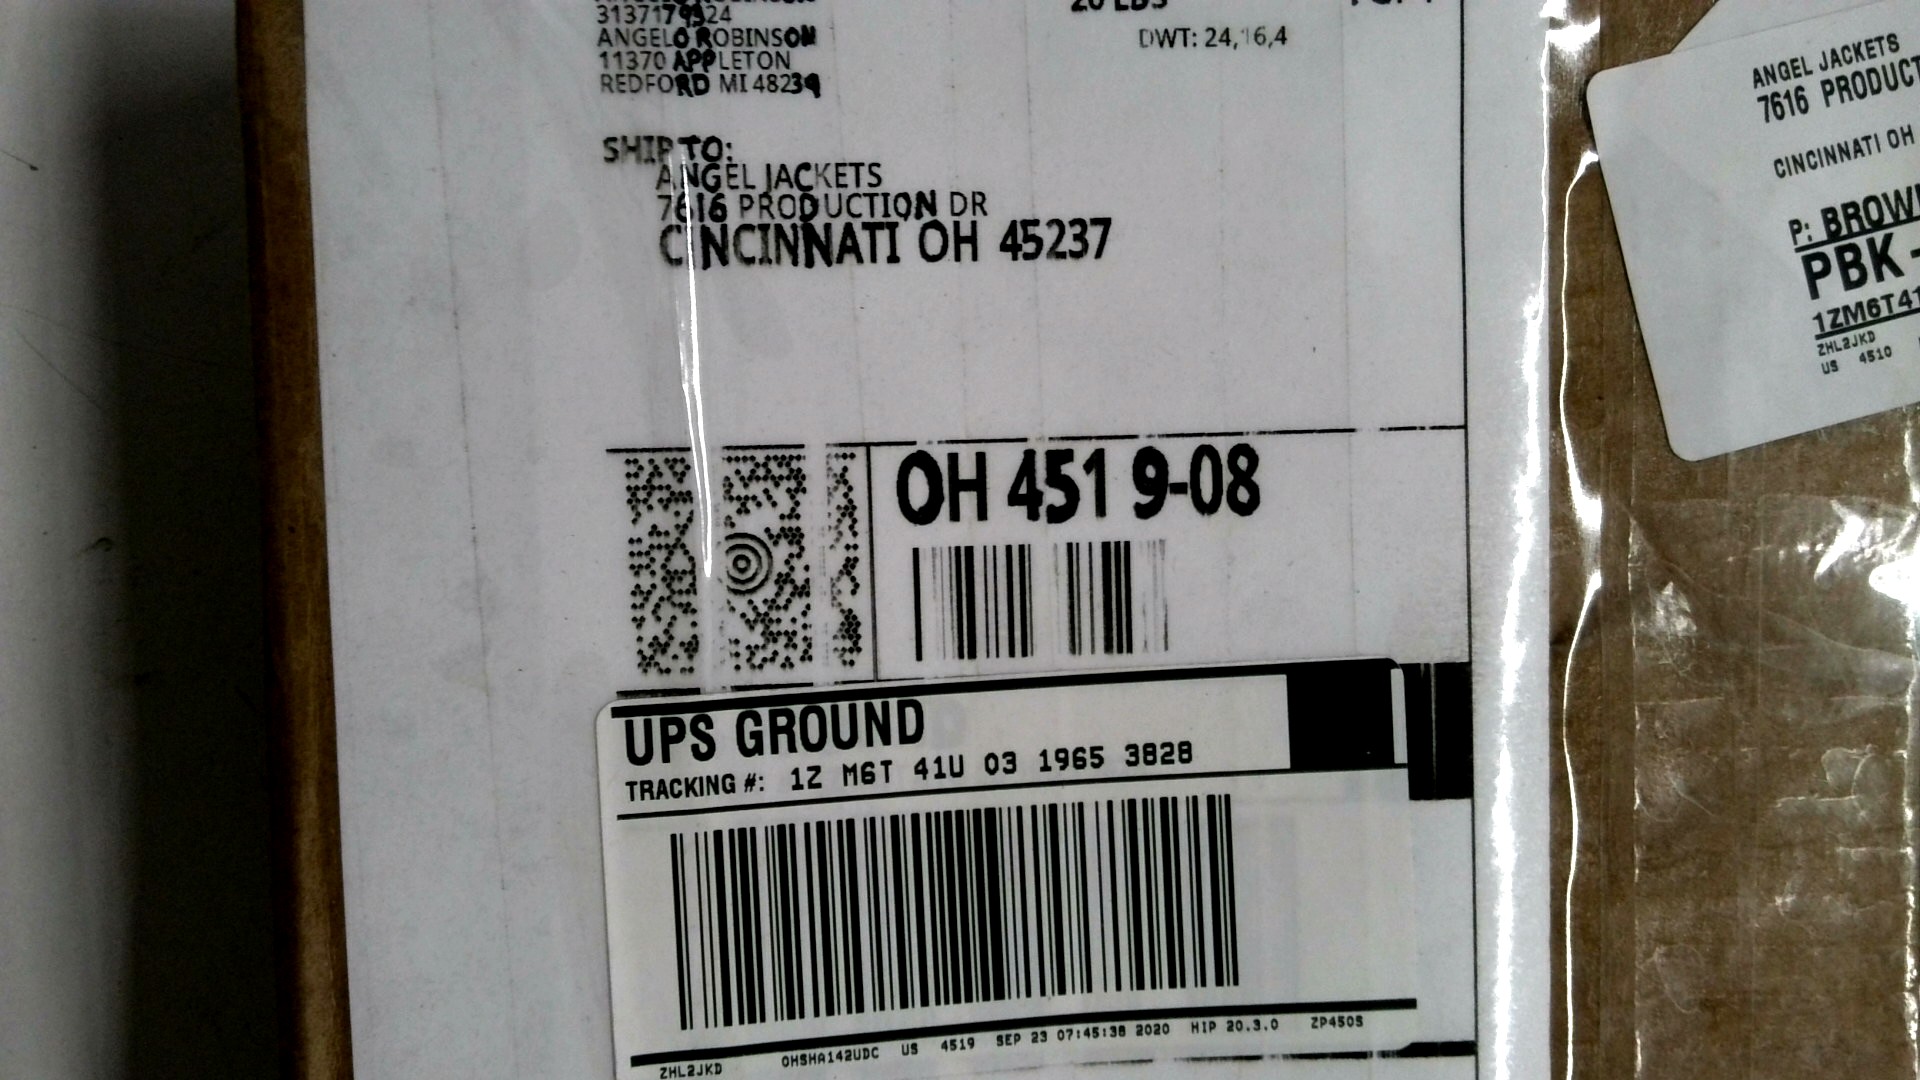 3137179924
ANGELO ROBINSON
11370 APPLETON
REDFORD MI 48239
DWT: 24,16,4
SHIP TO:
ANGEL JACKETS
7616 PRODUCTION DR
CINCINNATI OH 45237
OH 451 9-08
UPS GROUND
TRACKING #: 1Z M6T 41U 03 1965 3828
ZHL2JKD OHSHA142UDC US 4519 SEP 23 07:45:38 2020 HIP 20.3.0 ZP450S
ANGEL JACKETS
7616 PRODUCT
CINCINNATI OH
P: BROW
PBK-
1ZM6T41
ZHL2JKD
US 4510